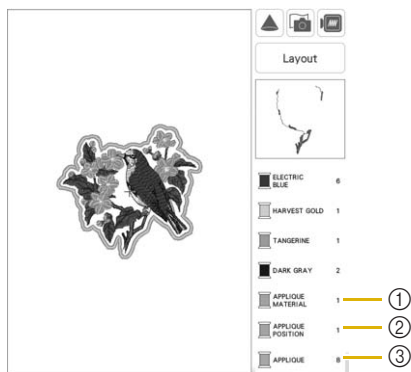 Layout
ELECTRIC
BLUE 6
HARVEST GOLD 1
TANGERINE 1
DARK GRAY 2
APPLIQUE
MATERIAL 1 ①
APPLIQUE
POSITION 1 ②
APPLIQUE 8 ③